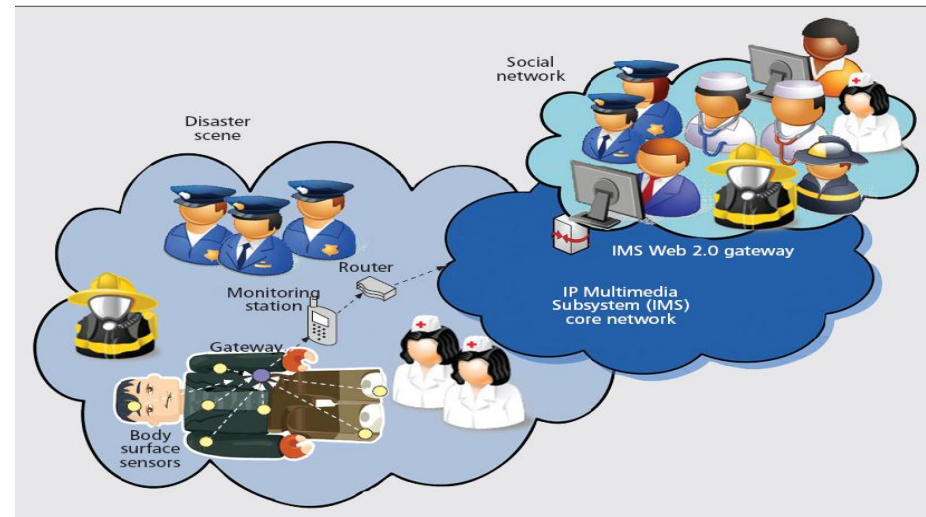 Social
network
Disaster
scene
IMS Web 2.0 gateway
Router
Monitoring
station
IP Multimedia
Subsystem (IMS)
core network
Gateway
Body
surface
sensors